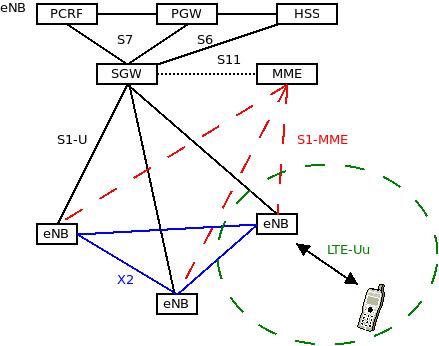 eNB
PCRF
PGW
HSS
S7
S6
S11
SGW
MME
S1-U
S1-MME
eNB
eNB
LTE-Uu
X2
eNB